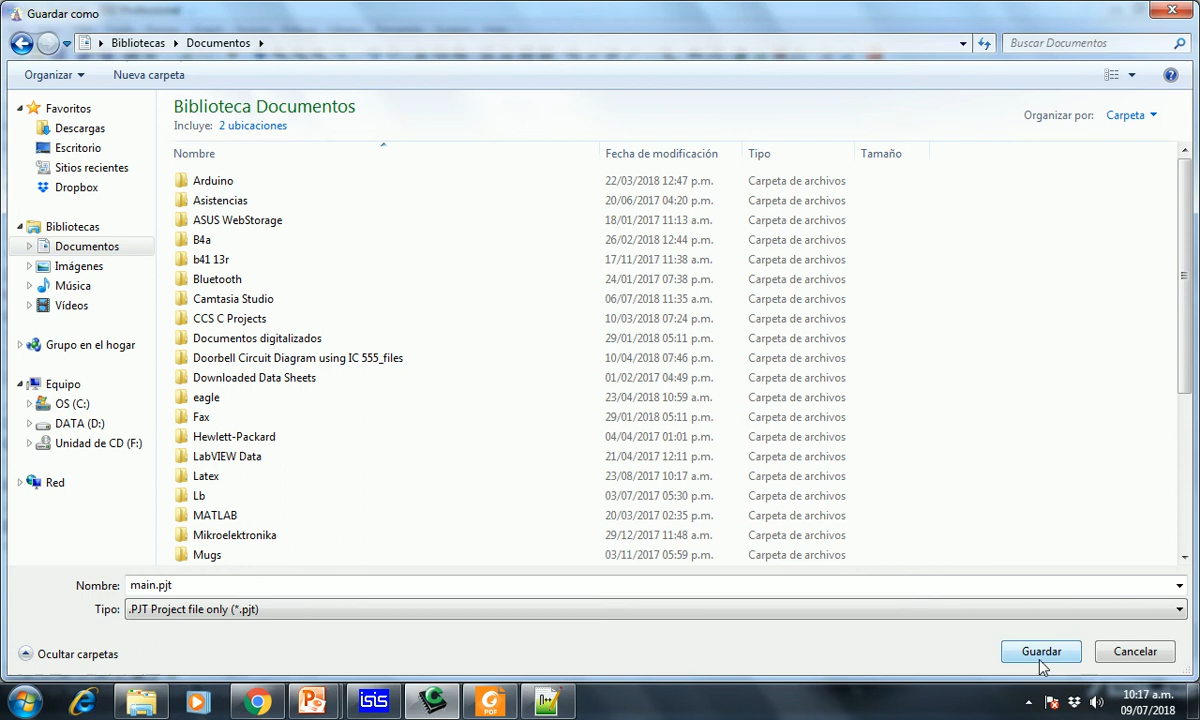 Guardar como
Bibliotecas Documentos
Buscar Documentos
Organizar Nueva carpeta
Biblioteca Documentos
Incluye: 2 ubicaciones
Organizar por: Carpeta
Nombre Fecha de modificación Tipo Tamaño
Favoritos
Descargas
Escritorio
Sitios recientes
Dropbox
Bibliotecas
Documentos
Imágenes
Música
Vídeos
Grupo en el hogar
Equipo
OS (C:)
DATA (D:)
Unidad de CD (F:)
Red
Arduino 22/03/2018 12:47 p.m. Carpeta de archivos
Asistencias 20/06/2017 04:20 p.m. Carpeta de archivos
ASUS WebStorage 18/01/2017 11:13 a.m. Carpeta de archivos
B4a 26/02/2018 12:44 p.m. Carpeta de archivos
b41 13r 17/11/2017 11:38 a.m. Carpeta de archivos
Bluetooth 24/01/2017 07:38 p.m. Carpeta de archivos
Camtasia Studio 06/07/2018 11:35 a.m. Carpeta de archivos
CCS C Projects 10/03/2018 07:24 p.m. Carpeta de archivos
Documentos digitalizados 29/01/2018 05:11 p.m. Carpeta de archivos
Doorbell Circuit Diagram using IC 555_files 10/04/2018 07:46 p.m. Carpeta de archivos
Downloaded Data Sheets 01/02/2017 04:49 p.m. Carpeta de archivos
eagle 23/04/2018 10:59 a.m. Carpeta de archivos
Fax 29/01/2018 05:11 p.m. Carpeta de archivos
Hewlett-Packard 04/04/2017 01:01 p.m. Carpeta de archivos
LabVIEW Data 21/04/2017 12:11 p.m. Carpeta de archivos
Latex 23/08/2017 10:17 a.m. Carpeta de archivos
Lb 03/07/2017 05:30 p.m. Carpeta de archivos
MATLAB 20/03/2017 02:35 p.m. Carpeta de archivos
Mikroelektronika 29/12/2017 11:48 a.m. Carpeta de archivos
Mugs 03/11/2017 05:59 p.m. Carpeta de archivos
Nombre: main.pjt
Tipo: .PJT Project file only (*.pjt)
Ocultar carpetas
Guardar Cancelar
isis
PDF
10:17 a.m.
09/07/2018